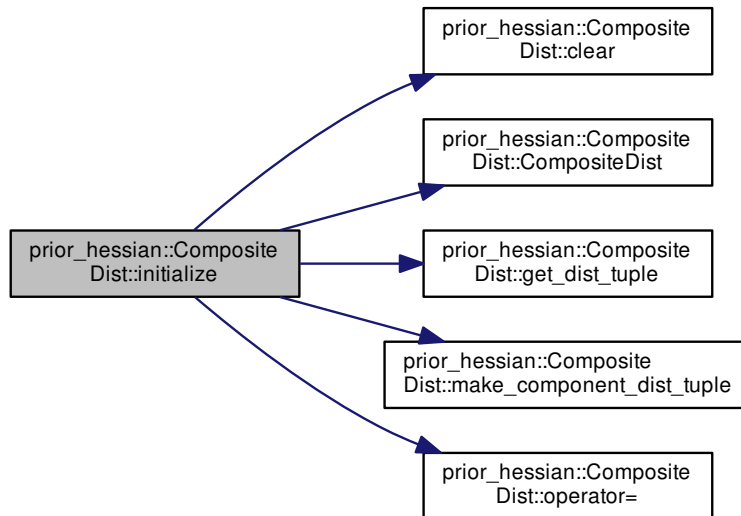 prior_hessian::Composite
Dist::clear
prior_hessian::Composite
Dist::CompositeDist
prior_hessian::Composite
Dist::initialize
prior_hessian::Composite
Dist::get_dist_tuple
prior_hessian::Composite
Dist::make_component_dist_tuple
prior_hessian::Composite
Dist::operator=